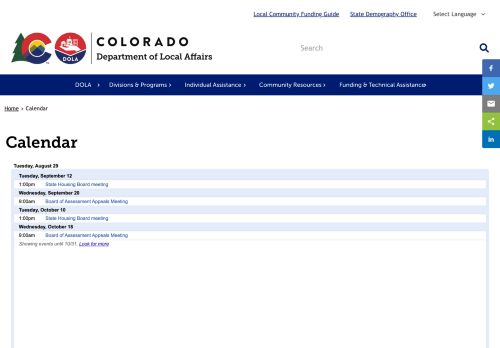 Local Community Funding Guide State Demography Office Select Language
COLORADO
Department of Local Affairs
DOLA
Search
DOLA Divisions & Programs Individual Assistance Community Resources Funding & Technical Assistance
Home › Calendar
Calendar
Tuesday, August 29
Tuesday, September 12
1:00pm State Housing Board meeting
Wednesday, September 20
9:00am Board of Assessment Appeals Meeting
Tuesday, October 10
1:00pm State Housing Board meeting
Wednesday, October 18
9:00am Board of Assessment Appeals Meeting
Showing events until 10/31. Look for more